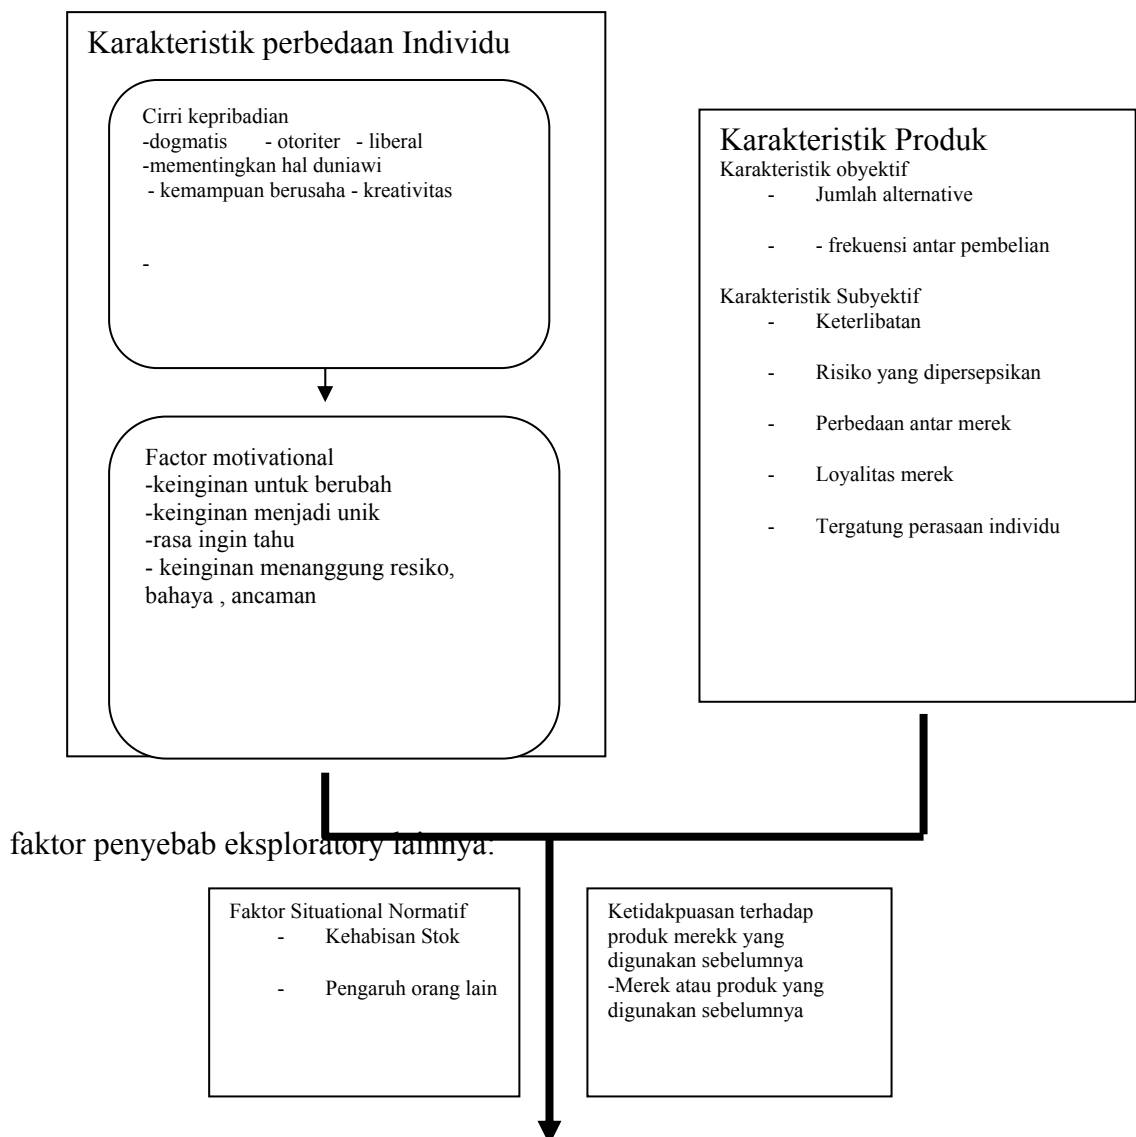 Karakteristik perbedaan Individu
Cirri kepribadian
-dogmatis - otoriter - liberal
-mementingkan hal duniawi
- kemampuan berusaha - kreativitas
-
Factor motivational
-keinginan untuk berubah
-keinginan menjadi unik
-rasa ingin tahu
- keinginan menanggung resiko,
bahaya , ancaman
Karakteristik Produk
Karakteristik obyektif
- Jumlah alternative
- - frekuensi antar pembelian
Karakteristik Subyektif
- Keterlibatan
- Risiko yang dipersepsikan
- Perbedaan antar merek
- Loyalitas merek
- Tergatung perasaan individu
faktor penyebab eksploratory lainnya:
Faktor Situational Normatif
- Kehabisan Stok
- Pengaruh orang lain
Ketidakpuasan terhadap
produk merekk yang
digunakan sebelumnya
-Merek atau produk yang
digunakan sebelumnya